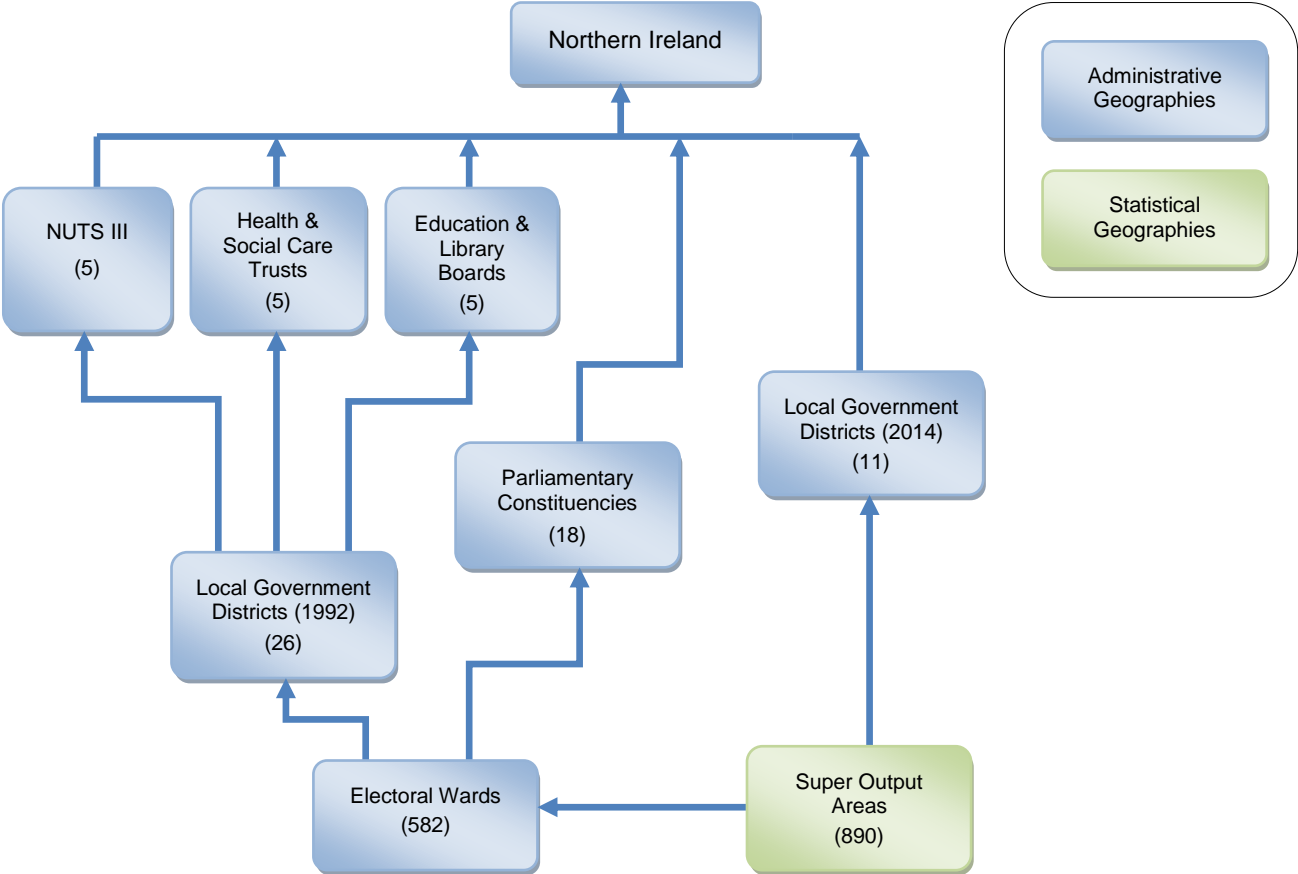 Northern Ireland
Administrative
Geographies
Statistical
Geographies
NUTS III
(5)
Health &
Social Care
Trusts
(5)
Education &
Library
Boards
(5)
Local Government
Districts (2014)
(11)
Parliamentary
Constituencies
(18)
Local Government
Districts (1992)
(26)
Electoral Wards
(582)
Super Output
Areas
(890)